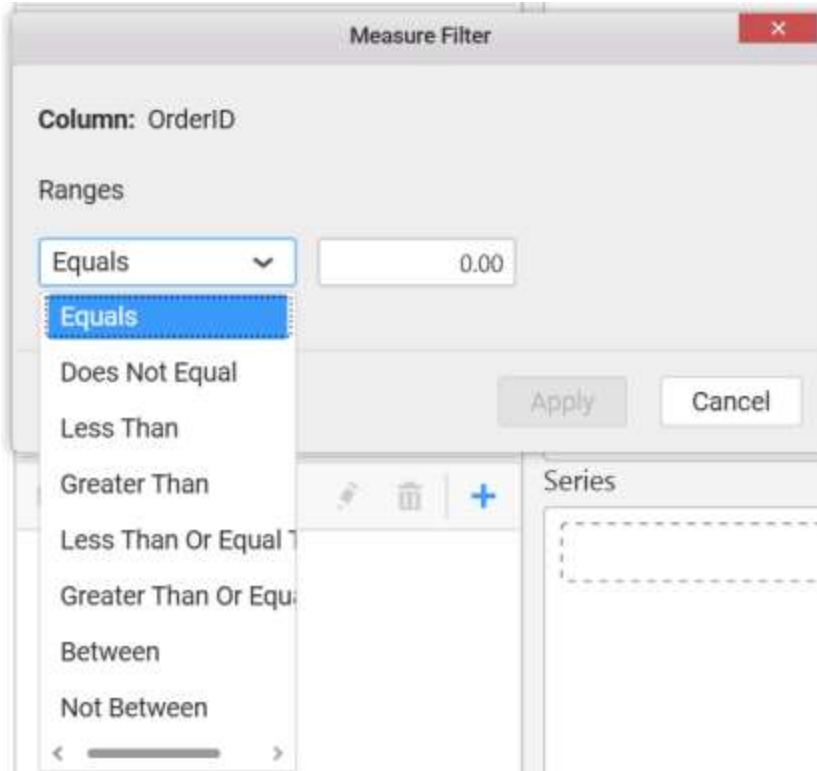 Measure Filter
Column: OrderID
Ranges
Equals 0.00
Equals
Does Not Equal
Less Than
Apply Cancel
Greater Than
Series
Less Than Or Equal
Greater Than Or
Between
Not Between